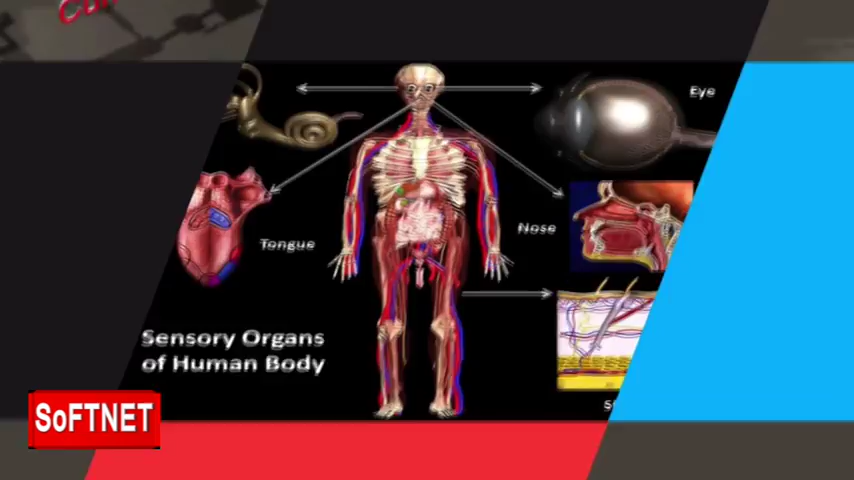 Eye
Nose
Tongue
Sensory Organs
of Human Body
SoFTNET